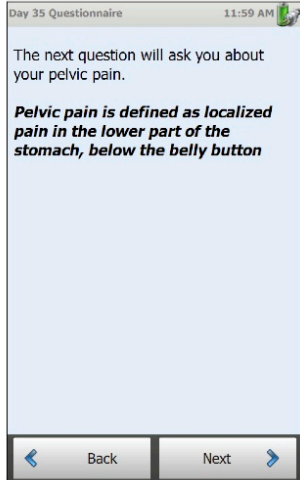 Day 35 Questionnaire 11:59 AM
The next question will ask you about
your pelvic pain.
Pelvic pain is defined as localized
pain in the lower part of the
stomach, below the belly button
Back Next